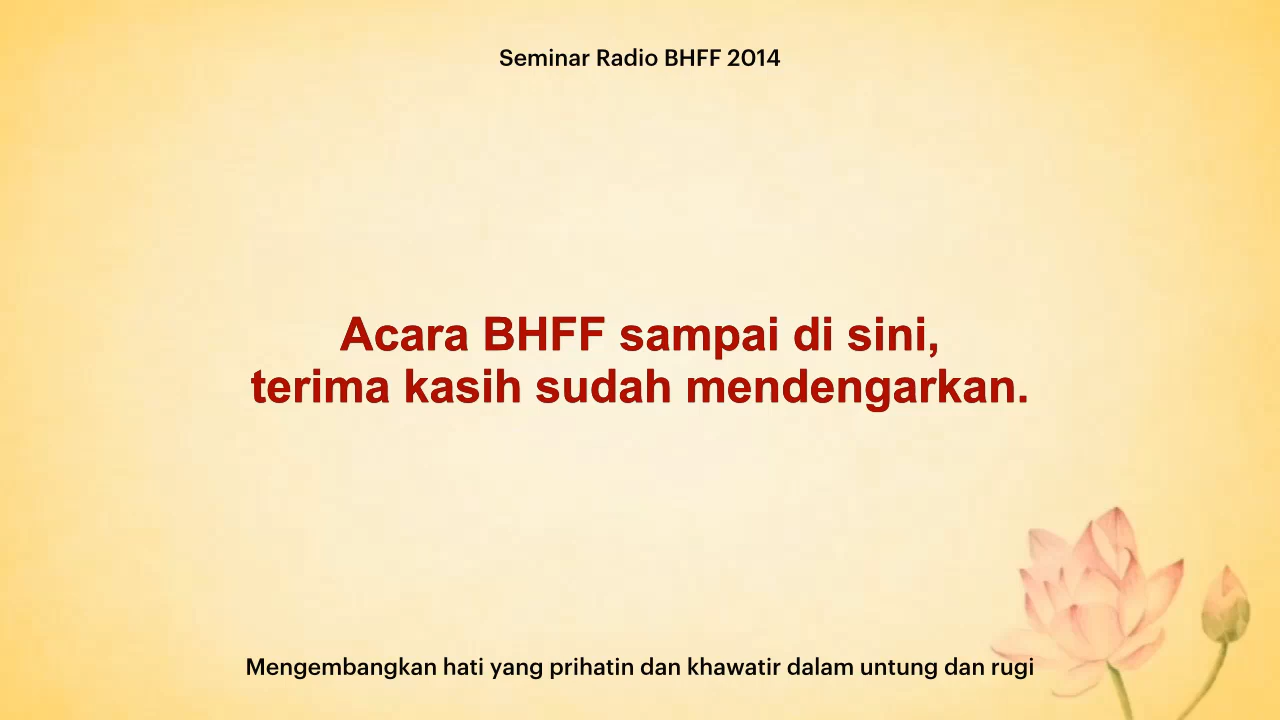 Seminar Radio BHFF 2014
Acara BHFF sampai di sini,
terima kasih sudah mendengarkan.
Mengembangkan hati yang prihatin dan khawatir dalam untung dan rugi